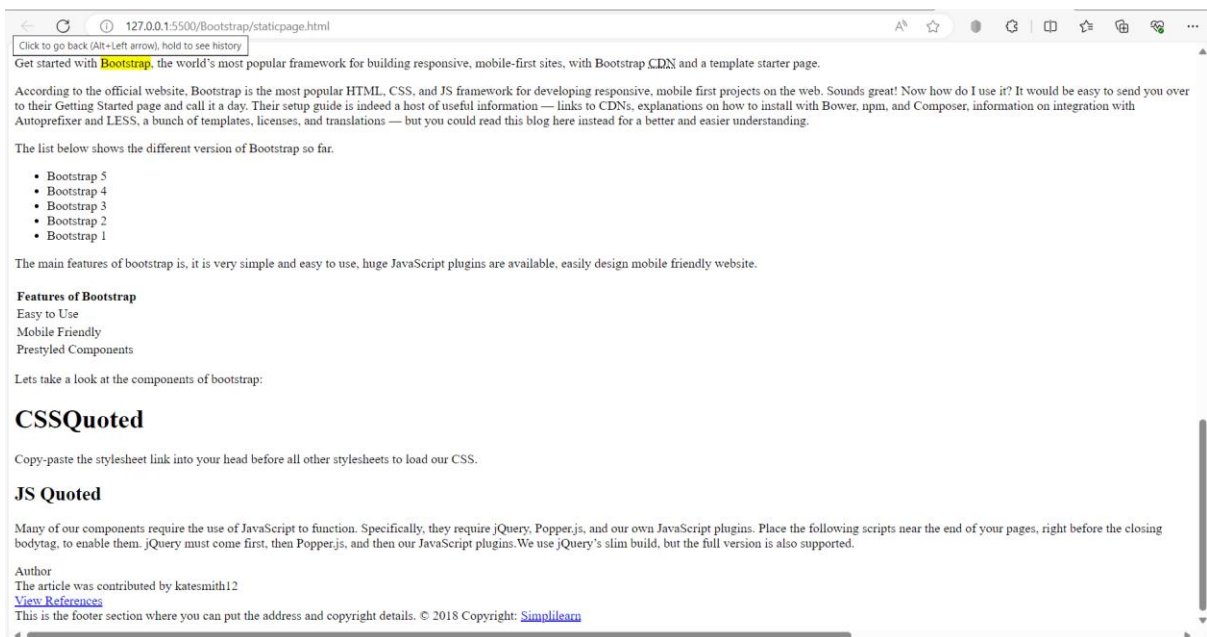 127.0.0.1:5500/Bootstrap/staticpage.html
Click to go back (Alt+Left arrow), hold to see history
Get started with Bootstrap, the world’s most popular framework for building responsive, mobile-first sites, with Bootstrap CDN and a template starter page.
According to the official website, Bootstrap is the most popular HTML, CSS, and JS framework for developing responsive, mobile first projects on the web. Sounds great! Now how do I use it? It would be easy to send you over
to their Getting Started page and call it a day. Their setup guide is indeed a host of useful information — links to CDNs, explanations on how to install with Bower, npm, and Composer, information on integration with
Autoprefixer and LESS, a bunch of templates, licenses, and translations — but you could read this blog here instead for a better and easier understanding.
The list below shows the different version of Bootstrap so far.
• Bootstrap 5
• Bootstrap 4
• Bootstrap 3
• Bootstrap 2
• Bootstrap 1
The main features of bootstrap is, it is very simple and easy to use, huge JavaScript plugins are available, easily design mobile friendly website.
Features of Bootstrap
Easy to Use
Mobile Friendly
Prestyled Components
Lets take a look at the components of bootstrap:
CSSQuoted
Copy-paste the stylesheet link into your head before all other stylesheets to load our CSS.
JS Quoted
Many of our components require the use of JavaScript to function. Specifically, they require jQuery, Popper.js, and our own JavaScript plugins. Place the following scripts near the end of your pages, right before the closing
bodytag, to enable them. jQuery must come first, then Popper.js, and then our JavaScript plugins.We use jQuery’s slim build, but the full version is also supported.
Author
The article was contributed by katesmith12
View References
This is the footer section where you can put the address and copyright details. © 2018 Copyright: Simplilearn